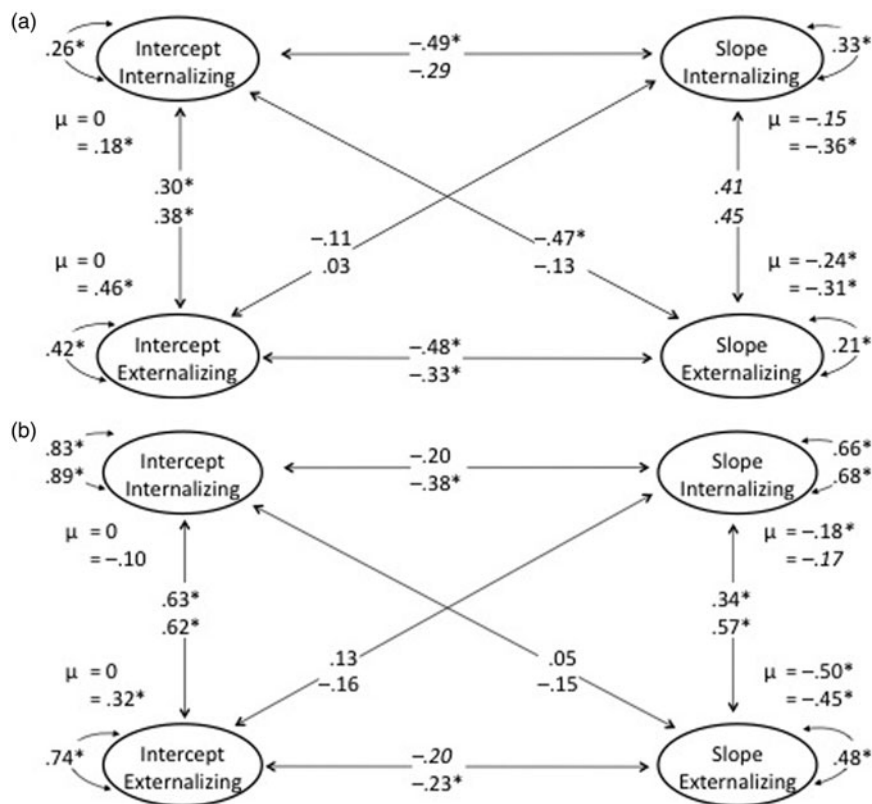 (a)
.26*
Intercept
Internalizing
–.49*
–.29
Slope
Internalizing
.33*
μ = 0
= .18*
μ = –.15
= –.36*
.30*
.38*
.41
.45
–.11
.03
–.47*
–.13
μ = 0
= .46*
μ = –.24*
= –.31*
.42*
Intercept
Externalizing
–.48*
–.33*
Slope
Externalizing
.21*
(b)
.83*
.89*
Intercept
Internalizing
–.20
–.38*
Slope
Internalizing
.66*
.68*
μ = 0
= –.10
μ = –.18*
= –.17
.63*
.62*
.34*
.57*
.13
–.16
.05
–.15
μ = 0
= .32*
μ = –.50*
= –.45*
.74*
Intercept
Externalizing
–.20
–.23*
Slope
Externalizing
.48*